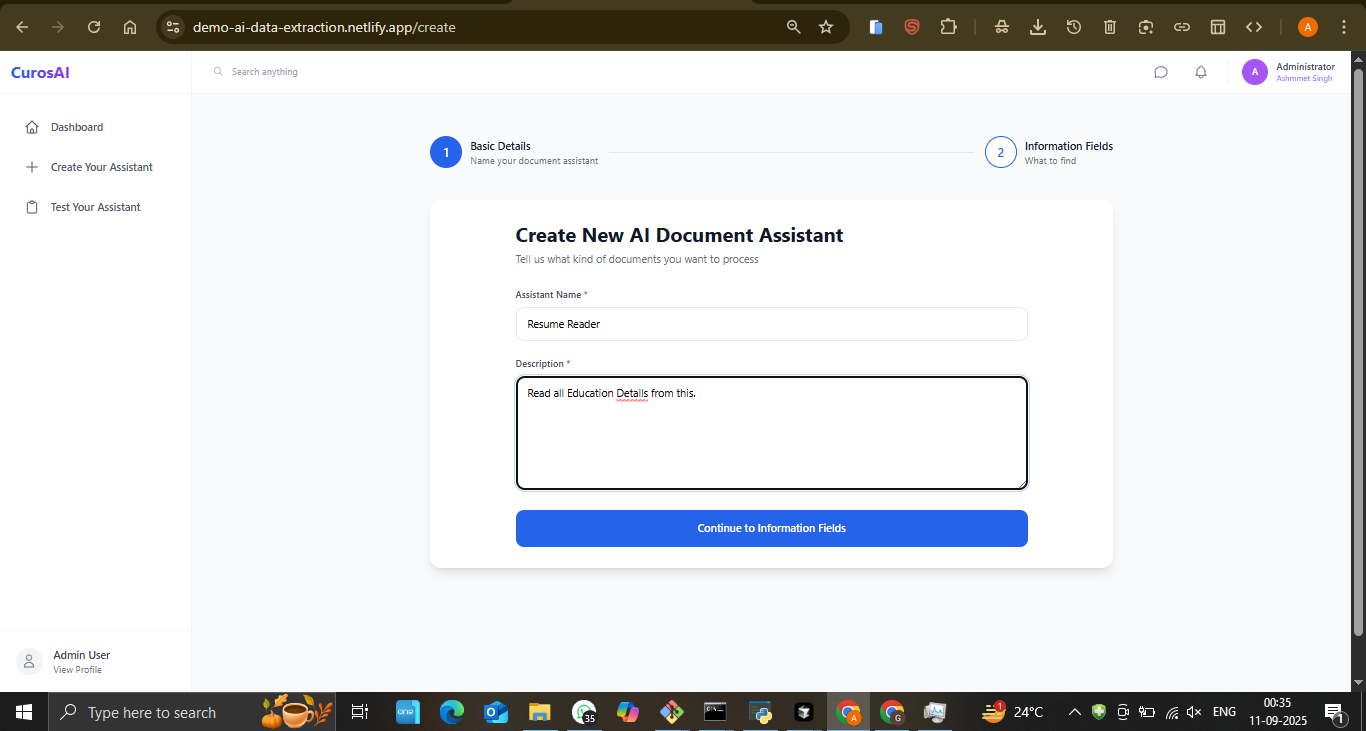 demo-ai-data-extraction.netlify.app/create
A
CurosAI
Search anything
A
Administrator
Ashmmet Singh
Dashboard
Create Your Assistant
Test Your Assistant
1
Basic Details
Name your document assistant
2
Information Fields
What to find
Create New AI Document Assistant
Tell us what kind of documents you want to process
Assistant Name *
Resume Reader
Description *
Read all Education Details from this.
Continue to Information Fields
Admin User
View Profile
Type here to search
one
35
A
G
1
24°C
ENG
00:35
11-09-2025
1